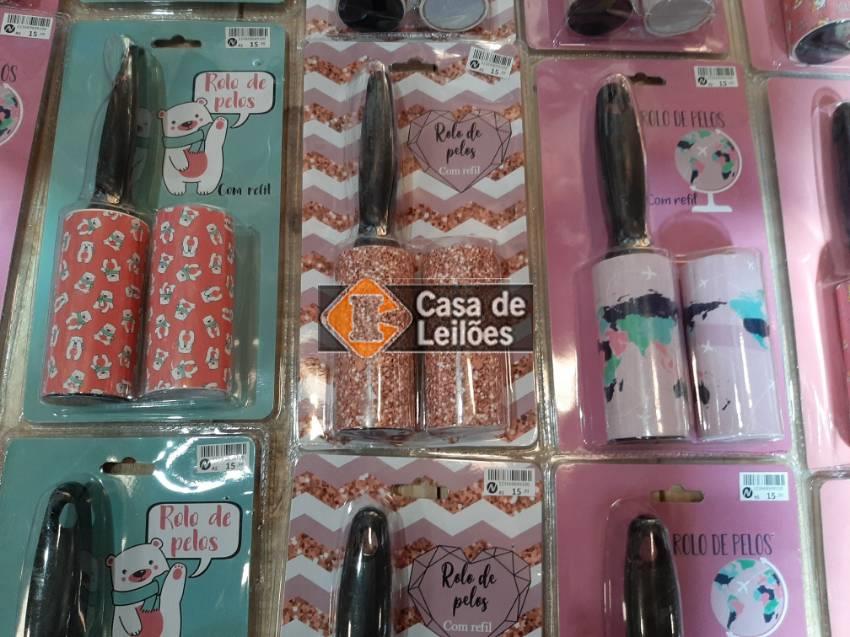 15
15
15
PELOS
Rolo de
pelos
Com refil
Rolo de
pelos
Com refil
ROLO DE PELOS
Com refil
Casa de
Leilões
R$ 15
R$ 15
R$ 15
Rolo de
pelos
Rolo de
pelos
Com refil
ROLO DE PELOS